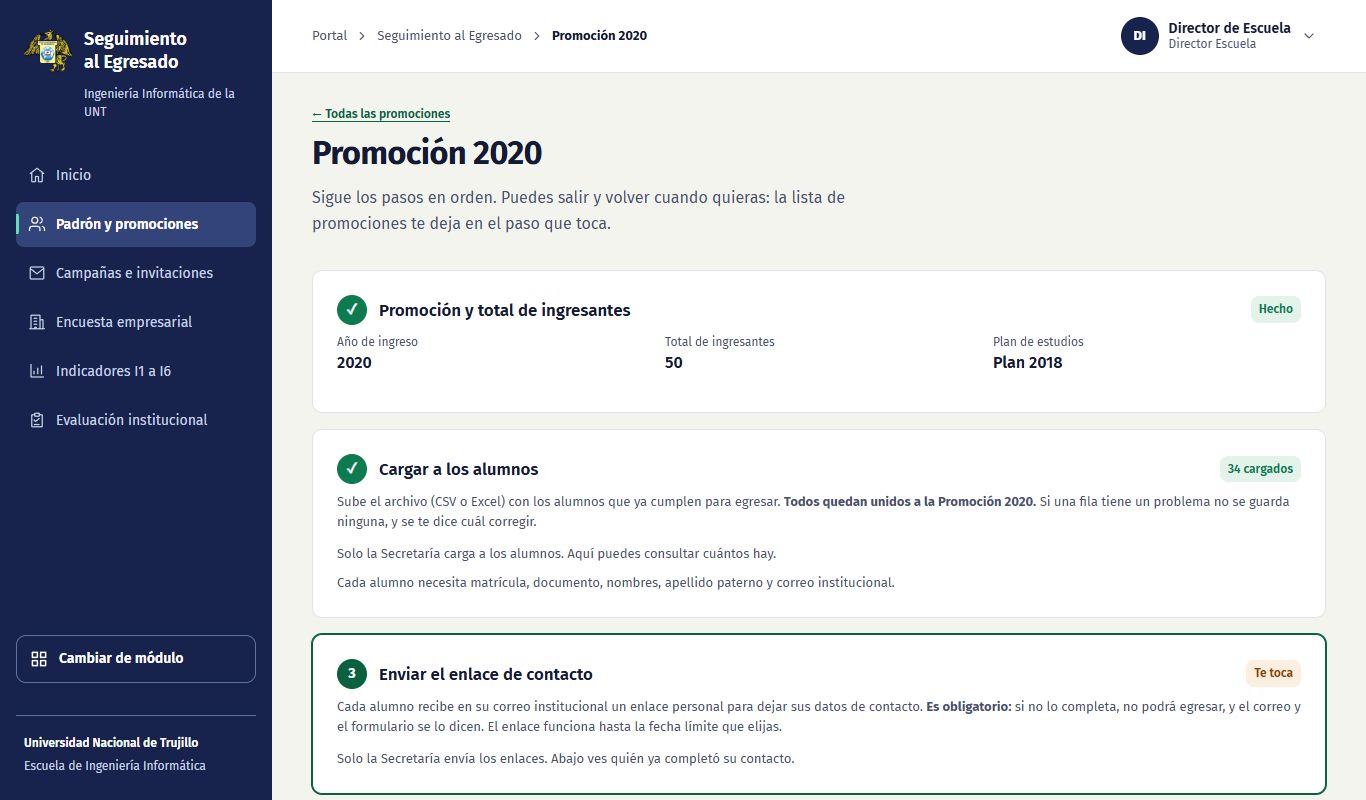 Seguimiento
al Egresado
Ingeniería Informática de la
UNT
Inicio
Padrón y promociones
Campañas e invitaciones
Encuesta empresarial
Indicadores I1 a I6
Evaluación institucional
Cambiar de módulo
Universidad Nacional de Trujillo
Escuela de Ingeniería Informática
Portal > Seguimiento al Egresado > Promoción 2020
DI
Director de Escuela
Director Escuela
← Todas las promociones
Promoción 2020
Sigue los pasos en orden. Puedes salir y volver cuando quieras: la lista de
promociones te deja en el paso que toca.
✓ Promoción y total de ingresantes
Hecho
Año de ingreso
2020
Total de ingresantes
50
Plan de estudios
Plan 2018
✓ Cargar a los alumnos
34 cargados
Sube el archivo (CSV o Excel) con los alumnos que ya cumplen para egresar. Todos quedan unidos a la Promoción 2020. Si una fila tiene un problema no se guarda
ninguna, y se te dice cuál corregir.
Solo la Secretaría carga a los alumnos. Aquí puedes consultar cuántos hay.
Cada alumno necesita matrícula, documento, nombres, apellido paterno y correo institucional.
3 Enviar el enlace de contacto
Te toca
Cada alumno recibe en su correo institucional un enlace personal para dejar sus datos de contacto. Es obligatorio: si no lo completa, no podrá egresar, y el correo y
el formulario se lo dicen. El enlace funciona hasta la fecha límite que elijas.
Solo la Secretaría envía los enlaces. Abajo ves quién ya completó su contacto.